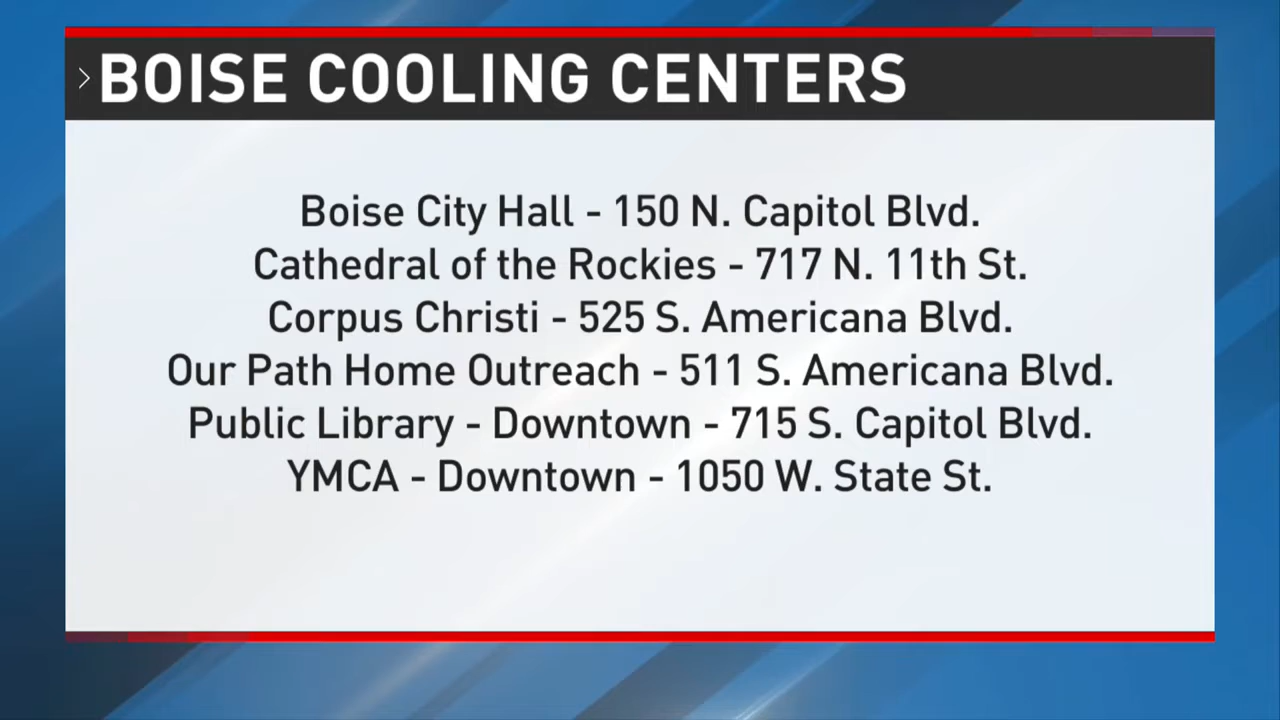 BOISE COOLING CENTERS
Boise City Hall - 150 N. Capitol Blvd.
Cathedral of the Rockies - 717 N. 11th St.
Corpus Christi - 525 S. Americana Blvd.
Our Path Home Outreach - 511 S. Americana Blvd.
Public Library - Downtown - 715 S. Capitol Blvd.
YMCA - Downtown - 1050 W. State St.